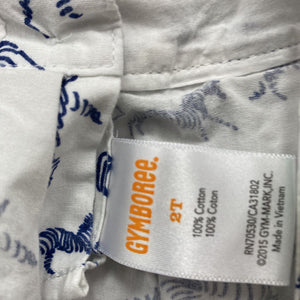 GYMBOREE.
2T
100% Cotton
100% Coton
RN70530/CA31802
©2015 GYM-MARK,INC.
Made in Vietnam